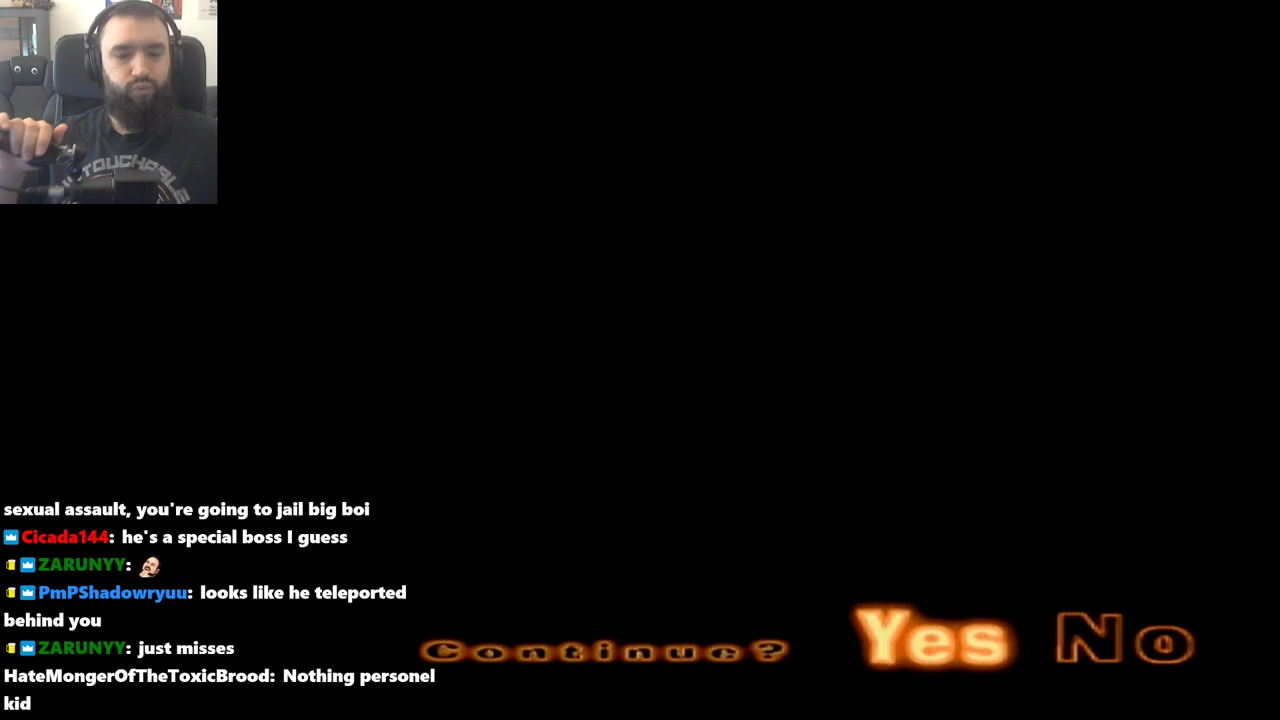 TOUCHPALE
sexual assault, you're going to jail big boi
Cicada144: he's a special boss I guess
ZARUNYY:
PmPShadowryuu: looks like he teleported
behind you
ZARUNYY: just misses
HateMongerOfTheToxicBrood: Nothing personel
kid
Continue? Yes No